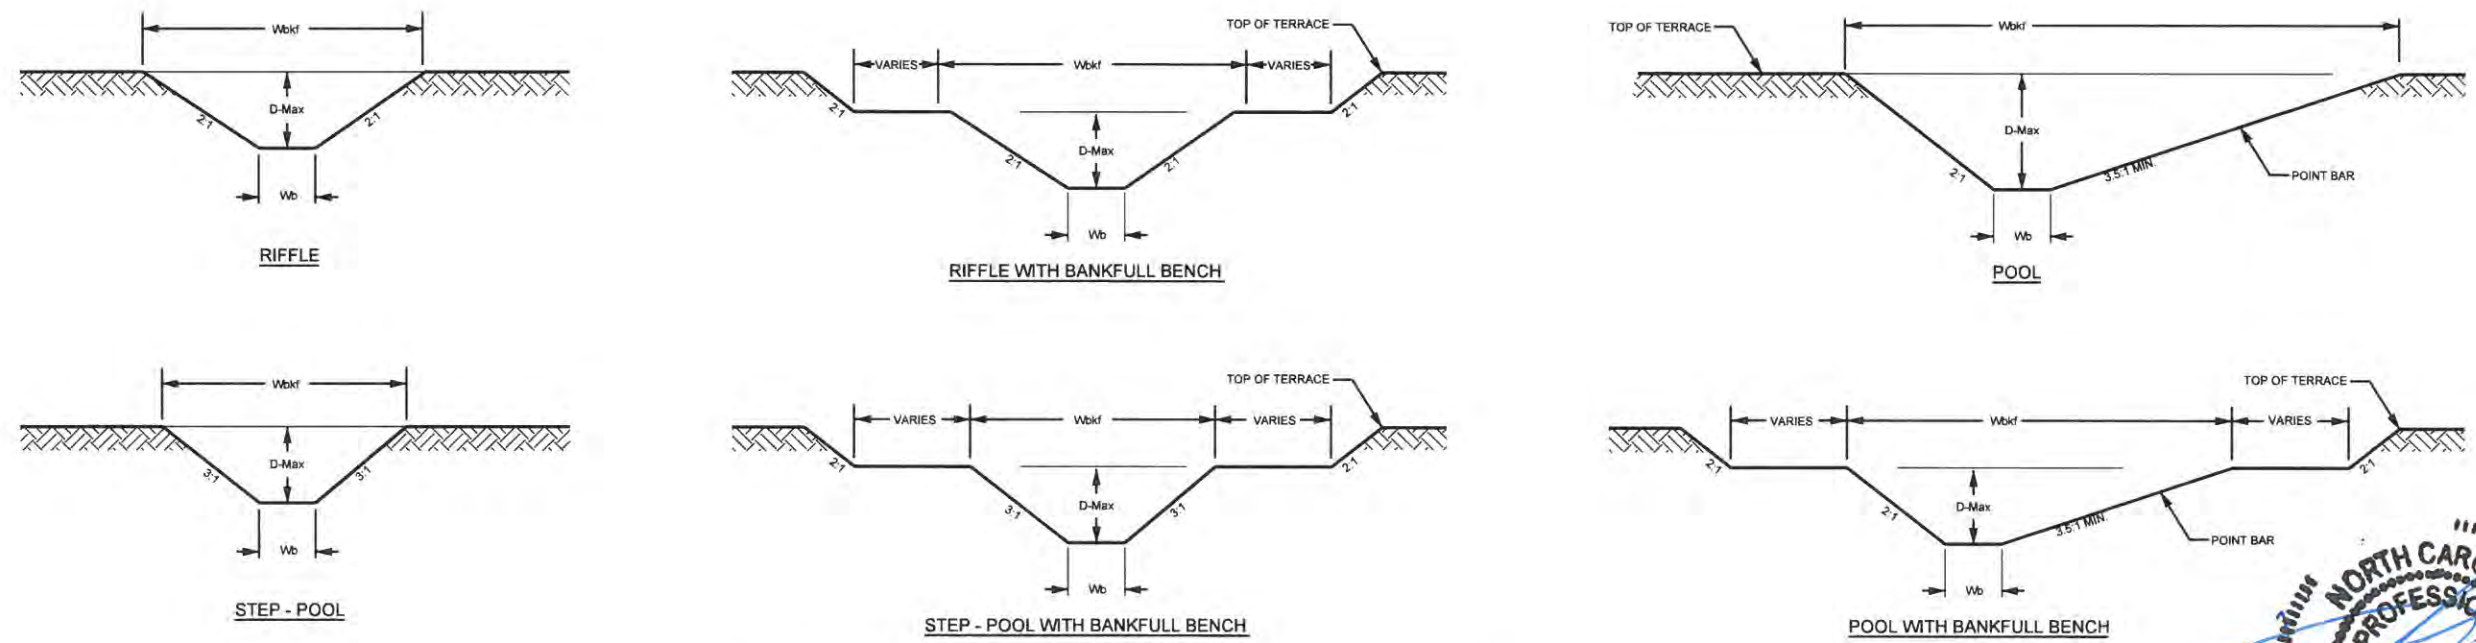 Wbkf
D-Max
2:1
2:1
Wb
RIFFLE
TOP OF TERRACE
VARIES
Wbkf
VARIES
2:1
2:1
D-Max
2:1
2:1
Wb
RIFFLE WITH BANKFULL BENCH
TOP OF TERRACE
Wbkf
D-Max
2:1
3.5:1 MIN.
POINT BAR
Wb
POOL
Wbkf
D-Max
3:1
3:1
Wb
STEP - POOL
TOP OF TERRACE
VARIES
Wbkf
VARIES
2:1
2:1
D-Max
3:1
3:1
Wb
STEP - POOL WITH BANKFULL BENCH
TOP OF TERRACE
VARIES
Wbkf
VARIES
2:1
2:1
D-Max
2:1
3.5:1 MIN.
POINT BAR
Wb
POOL WITH BANKFULL BENCH
NORTH CARO
PROFESSIO